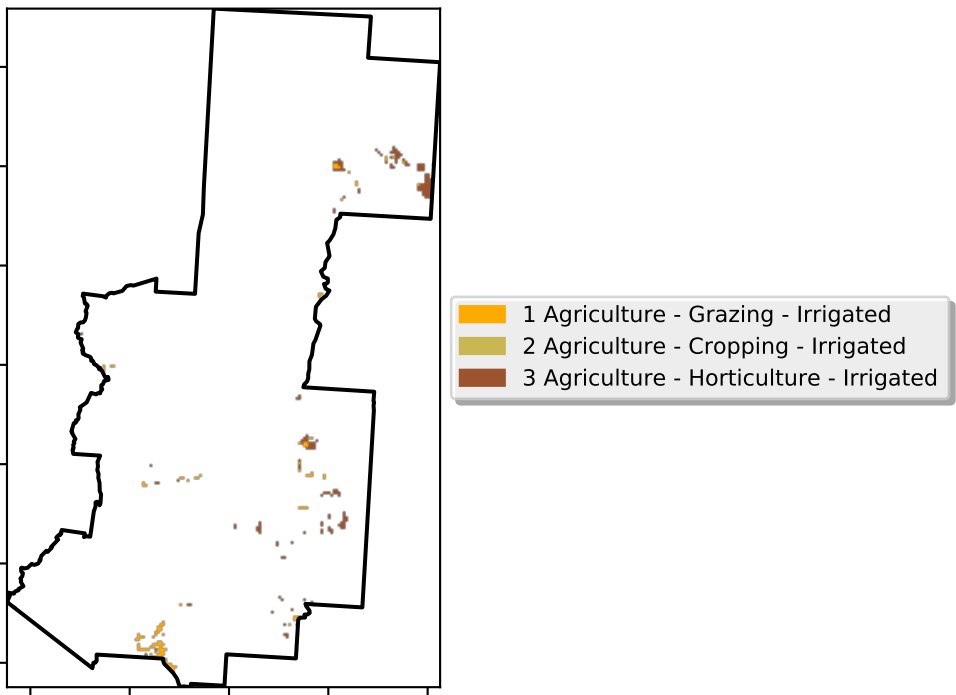 1 Agriculture - Grazing - Irrigated
2 Agriculture - Cropping - Irrigated
3 Agriculture - Horticulture - Irrigated